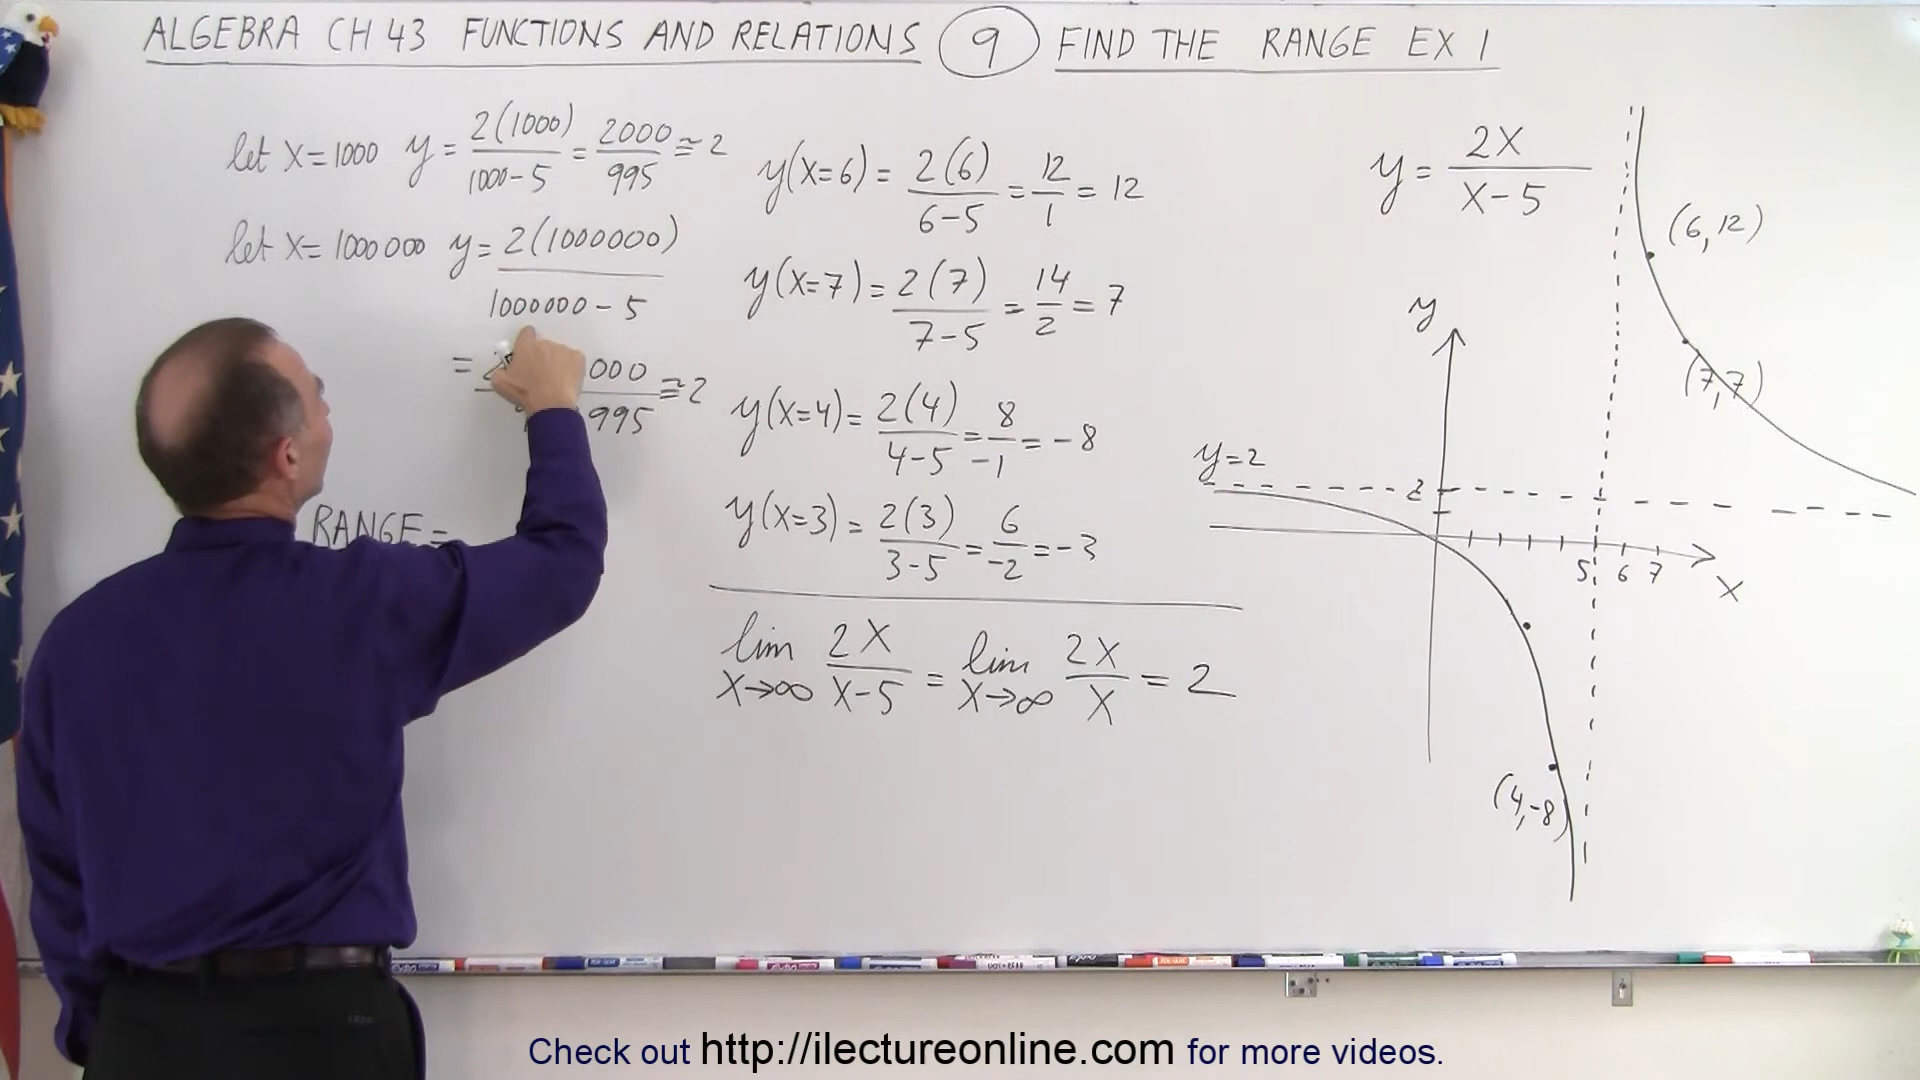 ALGEBRA CH 43 FUNCTIONS AND RELATIONS 9 FIND THE RANGE EX 1
let X=1000 y = 2(1000)/1000-5 = 2000/995 ≅ 2
let X=1000000 y = 2(1000000)/1000000-5
= 000/995 ≅ 2
RANGE =
y(X=6) = 2(6)/6-5 = 12/1 = 12
y(X=7) = 2(7)/7-5 = 14/2 = 7
y(X=4) = 2(4)/4-5 = 8/-1 = -8
y(X=3) = 2(3)/3-5 = 6/-2 = -3
lim X→∞ 2X/X-5 = lim X→∞ 2X/X = 2
y = 2X/X-5
(6,12)
y
(7,7)
y=2
2
5 6 7
X
(4,-8)
Check out http://ilectureonline.com for more videos.